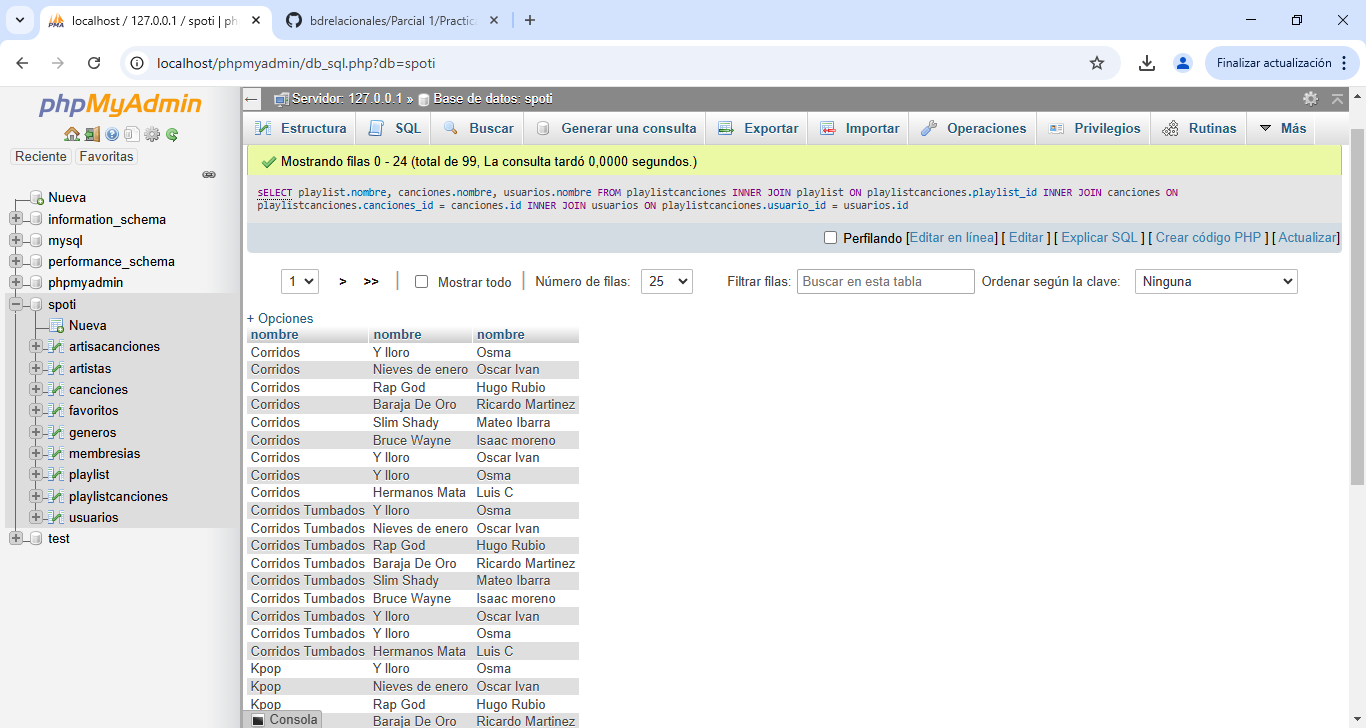 localhost / 127.0.0.1 / spoti | ph
bdrelacionales/Parcial 1/Practica
localhost/phpmyadmin/db_sql.php?db=spoti
Finalizar actualización
phpMyAdmin
Reciente Favoritas
Nueva
information_schema
mysql
performance_schema
phpmyadmin
spoti
Nueva
artisacanciones
artistas
canciones
favoritos
generos
membresias
playlist
playlistcanciones
usuarios
test
Servidor: 127.0.0.1 » Base de datos: spoti
Estructura SQL Buscar Generar una consulta Exportar Importar Operaciones Privilegios Rutinas Más
Mostrando filas 0 - 24 (total de 99, La consulta tardó 0,0000 segundos.)
sELECT playlist.nombre, canciones.nombre, usuarios.nombre FROM playlistcanciones INNER JOIN playlist ON playlistcanciones.playlist_id INNER JOIN canciones ON
playlistcanciones.canciones_id = canciones.id INNER JOIN usuarios ON playlistcanciones.usuario_id = usuarios.id
Perfilando [Editar en línea] [ Editar ] [ Explicar SQL ] [ Crear código PHP ] [ Actualizar]
1 > >> | Mostrar todo | Número de filas: 25 Filtrar filas: Buscar en esta tabla Ordenar según la clave: Ninguna
+ Opciones
nombre nombre nombre
Corridos Y lloro Osma
Corridos Nieves de enero Oscar Ivan
Corridos Rap God Hugo Rubio
Corridos Baraja De Oro Ricardo Martinez
Corridos Slim Shady Mateo Ibarra
Corridos Bruce Wayne Isaac moreno
Corridos Y lloro Oscar Ivan
Corridos Y lloro Osma
Corridos Hermanos Mata Luis C
Corridos Tumbados Y lloro Osma
Corridos Tumbados Nieves de enero Oscar Ivan
Corridos Tumbados Rap God Hugo Rubio
Corridos Tumbados Baraja De Oro Ricardo Martinez
Corridos Tumbados Slim Shady Mateo Ibarra
Corridos Tumbados Bruce Wayne Isaac moreno
Corridos Tumbados Y lloro Oscar Ivan
Corridos Tumbados Y lloro Osma
Corridos Tumbados Hermanos Mata Luis C
Kpop Y lloro Osma
Kpop Nieves de enero Oscar Ivan
Kpop Rap God Hugo Rubio
Baraja De Oro Ricardo Martinez
Consola